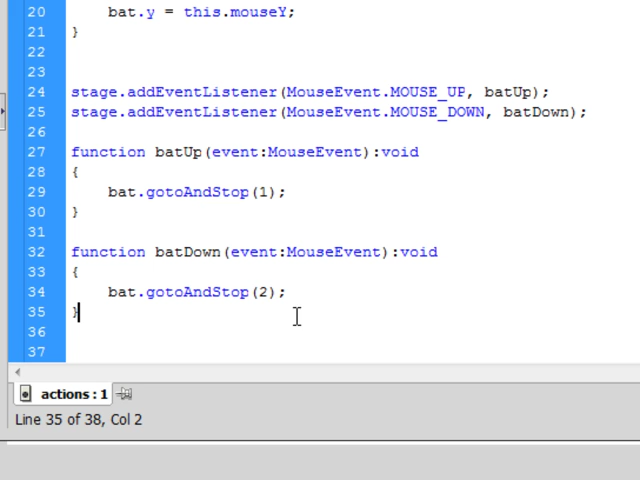 20 bat.y = this.mouseY;
21 }
22
23
24 stage.addEventListener(MouseEvent.MOUSE_UP, batUp);
25 stage.addEventListener(MouseEvent.MOUSE_DOWN, batDown);
26
27 function batUp(event:MouseEvent):void
28 {
29 bat.gotoAndStop(1);
30 }
31
32 function batDown(event:MouseEvent):void
33 {
34 bat.gotoAndStop(2);
35 }
36
37
actions:1
Line 35 of 38, Col 2